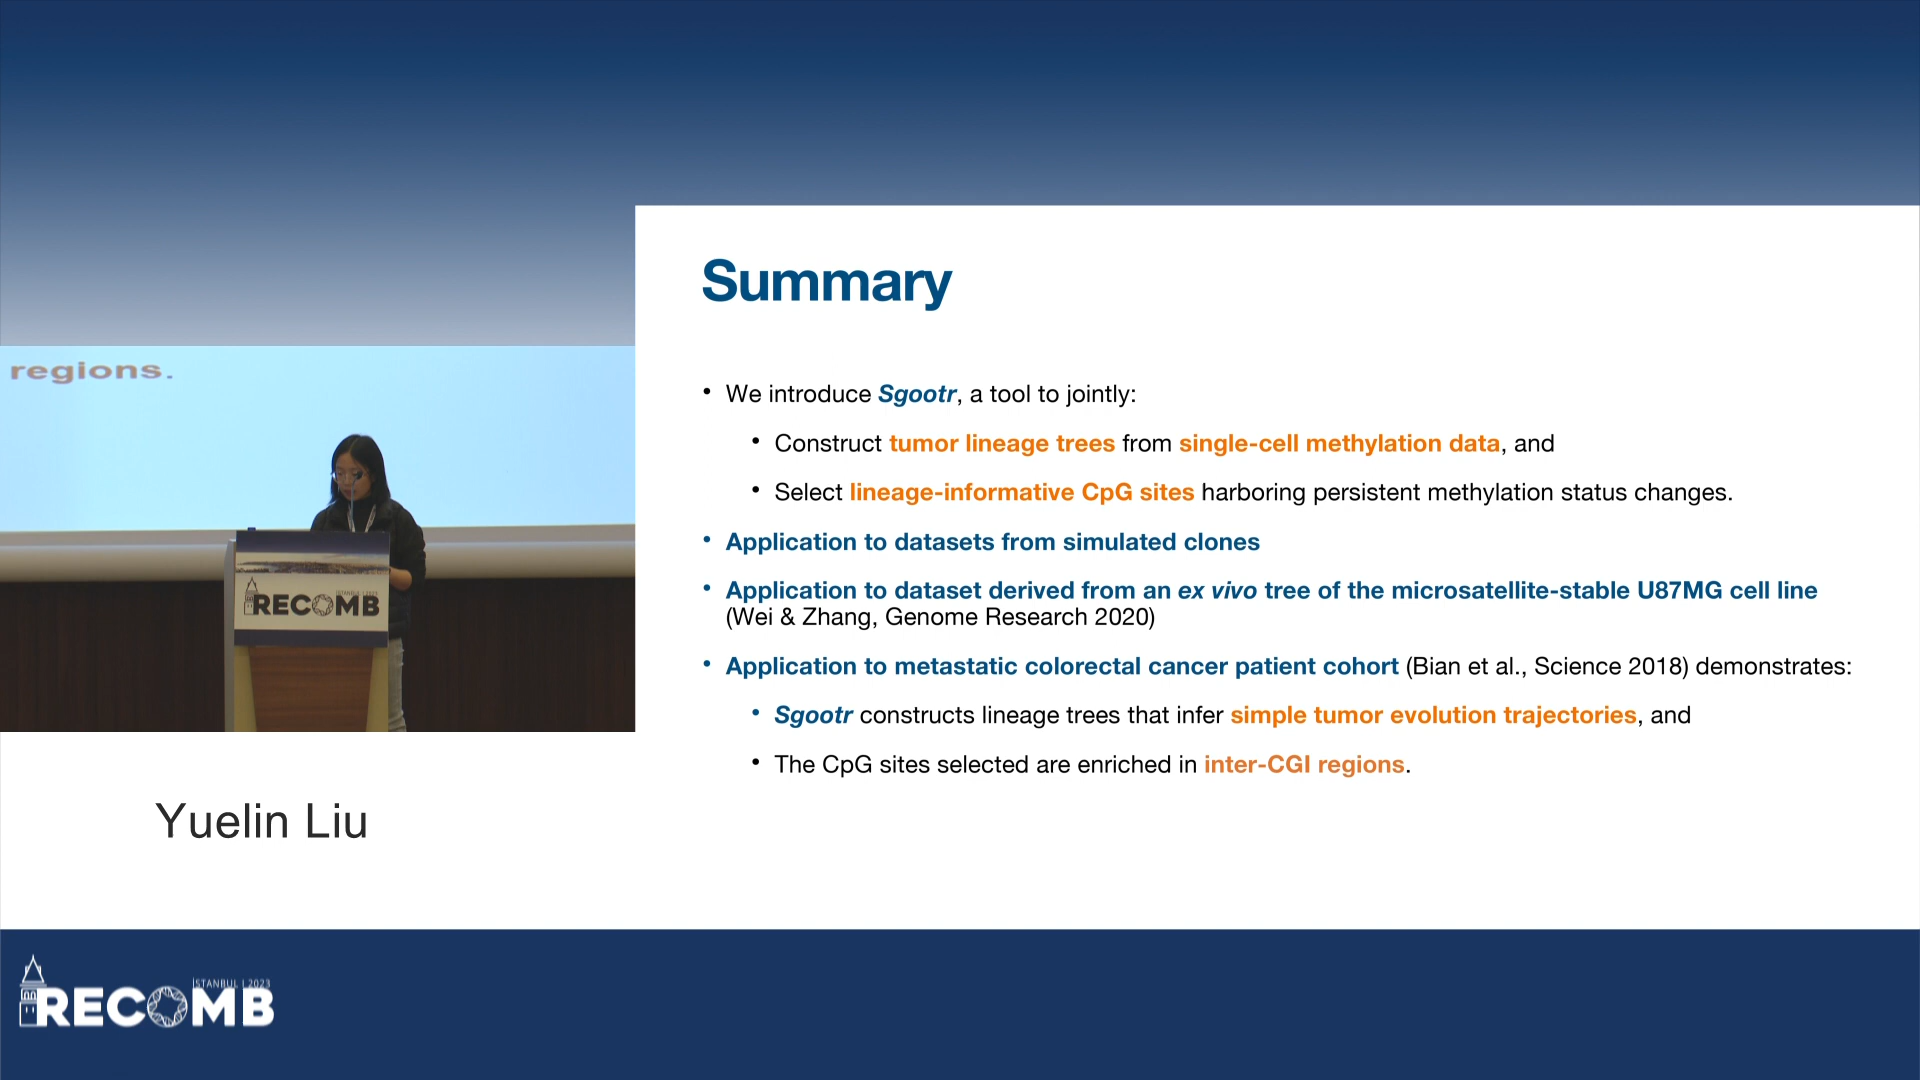 Summary
• We introduce Sgootr, a tool to jointly:
• Construct tumor lineage trees from single-cell methylation data, and
• Select lineage-informative CpG sites harboring persistent methylation status changes.
• Application to datasets from simulated clones
• Application to dataset derived from an ex vivo tree of the microsatellite-stable U87MG cell line
(Wei & Zhang, Genome Research 2020)
• Application to metastatic colorectal cancer patient cohort (Bian et al., Science 2018) demonstrates:
• Sgootr constructs lineage trees that infer simple tumor evolution trajectories, and
• The CpG sites selected are enriched in inter-CGI regions.
regions.
ISTANBUL | 2023
RECOMB
Yuelin Liu
İSTANBUL | 2023
RECOMB